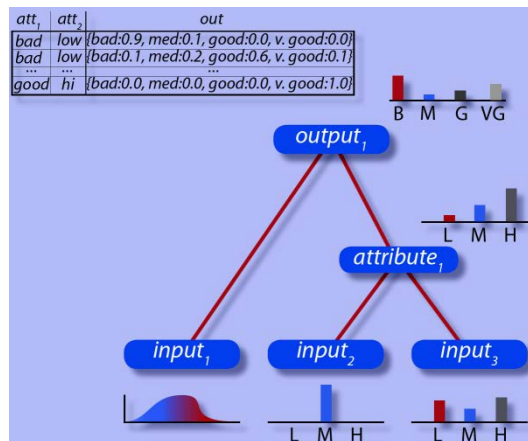 att₁ att₂ out
bad low {bad:0.9, med:0.1, good:0.0, v. good:0.0}
bad low {bad:0.1, med:0.2, good:0.6, v. good:0.1}
... ... ...
good hi {bad:0.0, med:0.0, good:0.0, v. good:1.0}
B M G VG
output₁
L M H
attribute₁
input₁ input₂ input₃
L M H L M H